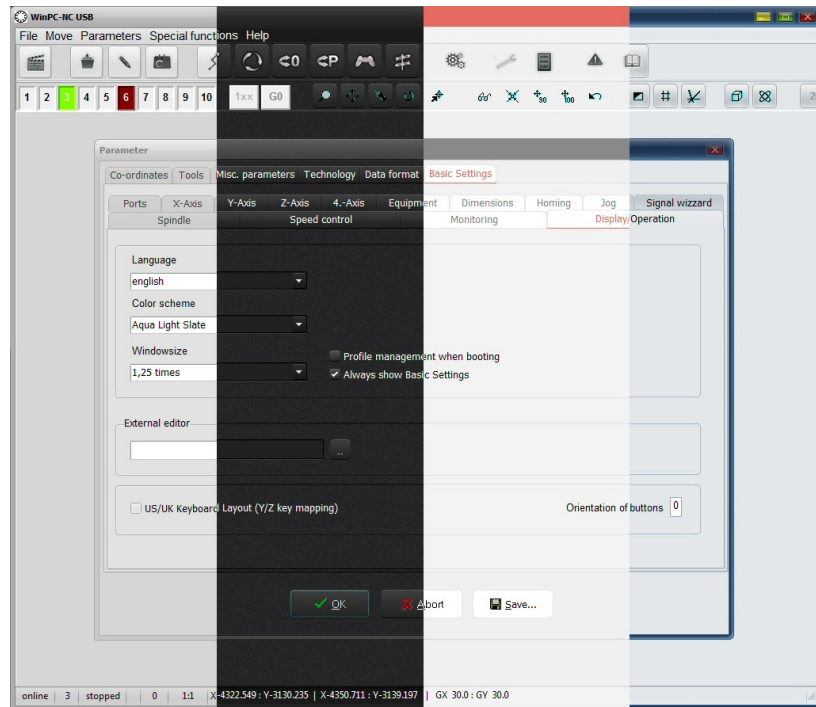 WinPC-NC USB
File Move Parameters Special functions Help
1 2 3 4 5 6 7 8 9 10 1xx G0 90 100 2
Parameter
Co-ordinates Tools Misc. parameters Technology Data format Basic Settings
Ports X-Axis Y-Axis Z-Axis 4.-Axis Equipment Dimensions Homing Jog Signal wizzard
Spindle Speed control Monitoring Display/Operation
Language
english
Color scheme
Aqua Light Slate
Windowsize
Profile management when booting
1,25 times
Always show Basic Settings
External editor
..
US/UK Keyboard Layout (Y/Z key mapping) Orientation of buttons 0
OK Abort Save...
online 3 stopped 0 1:1 X-4322.549 : Y-3130.235 | X-4350.711 : Y-3139.197 | GX 30.0 : GY 30.0